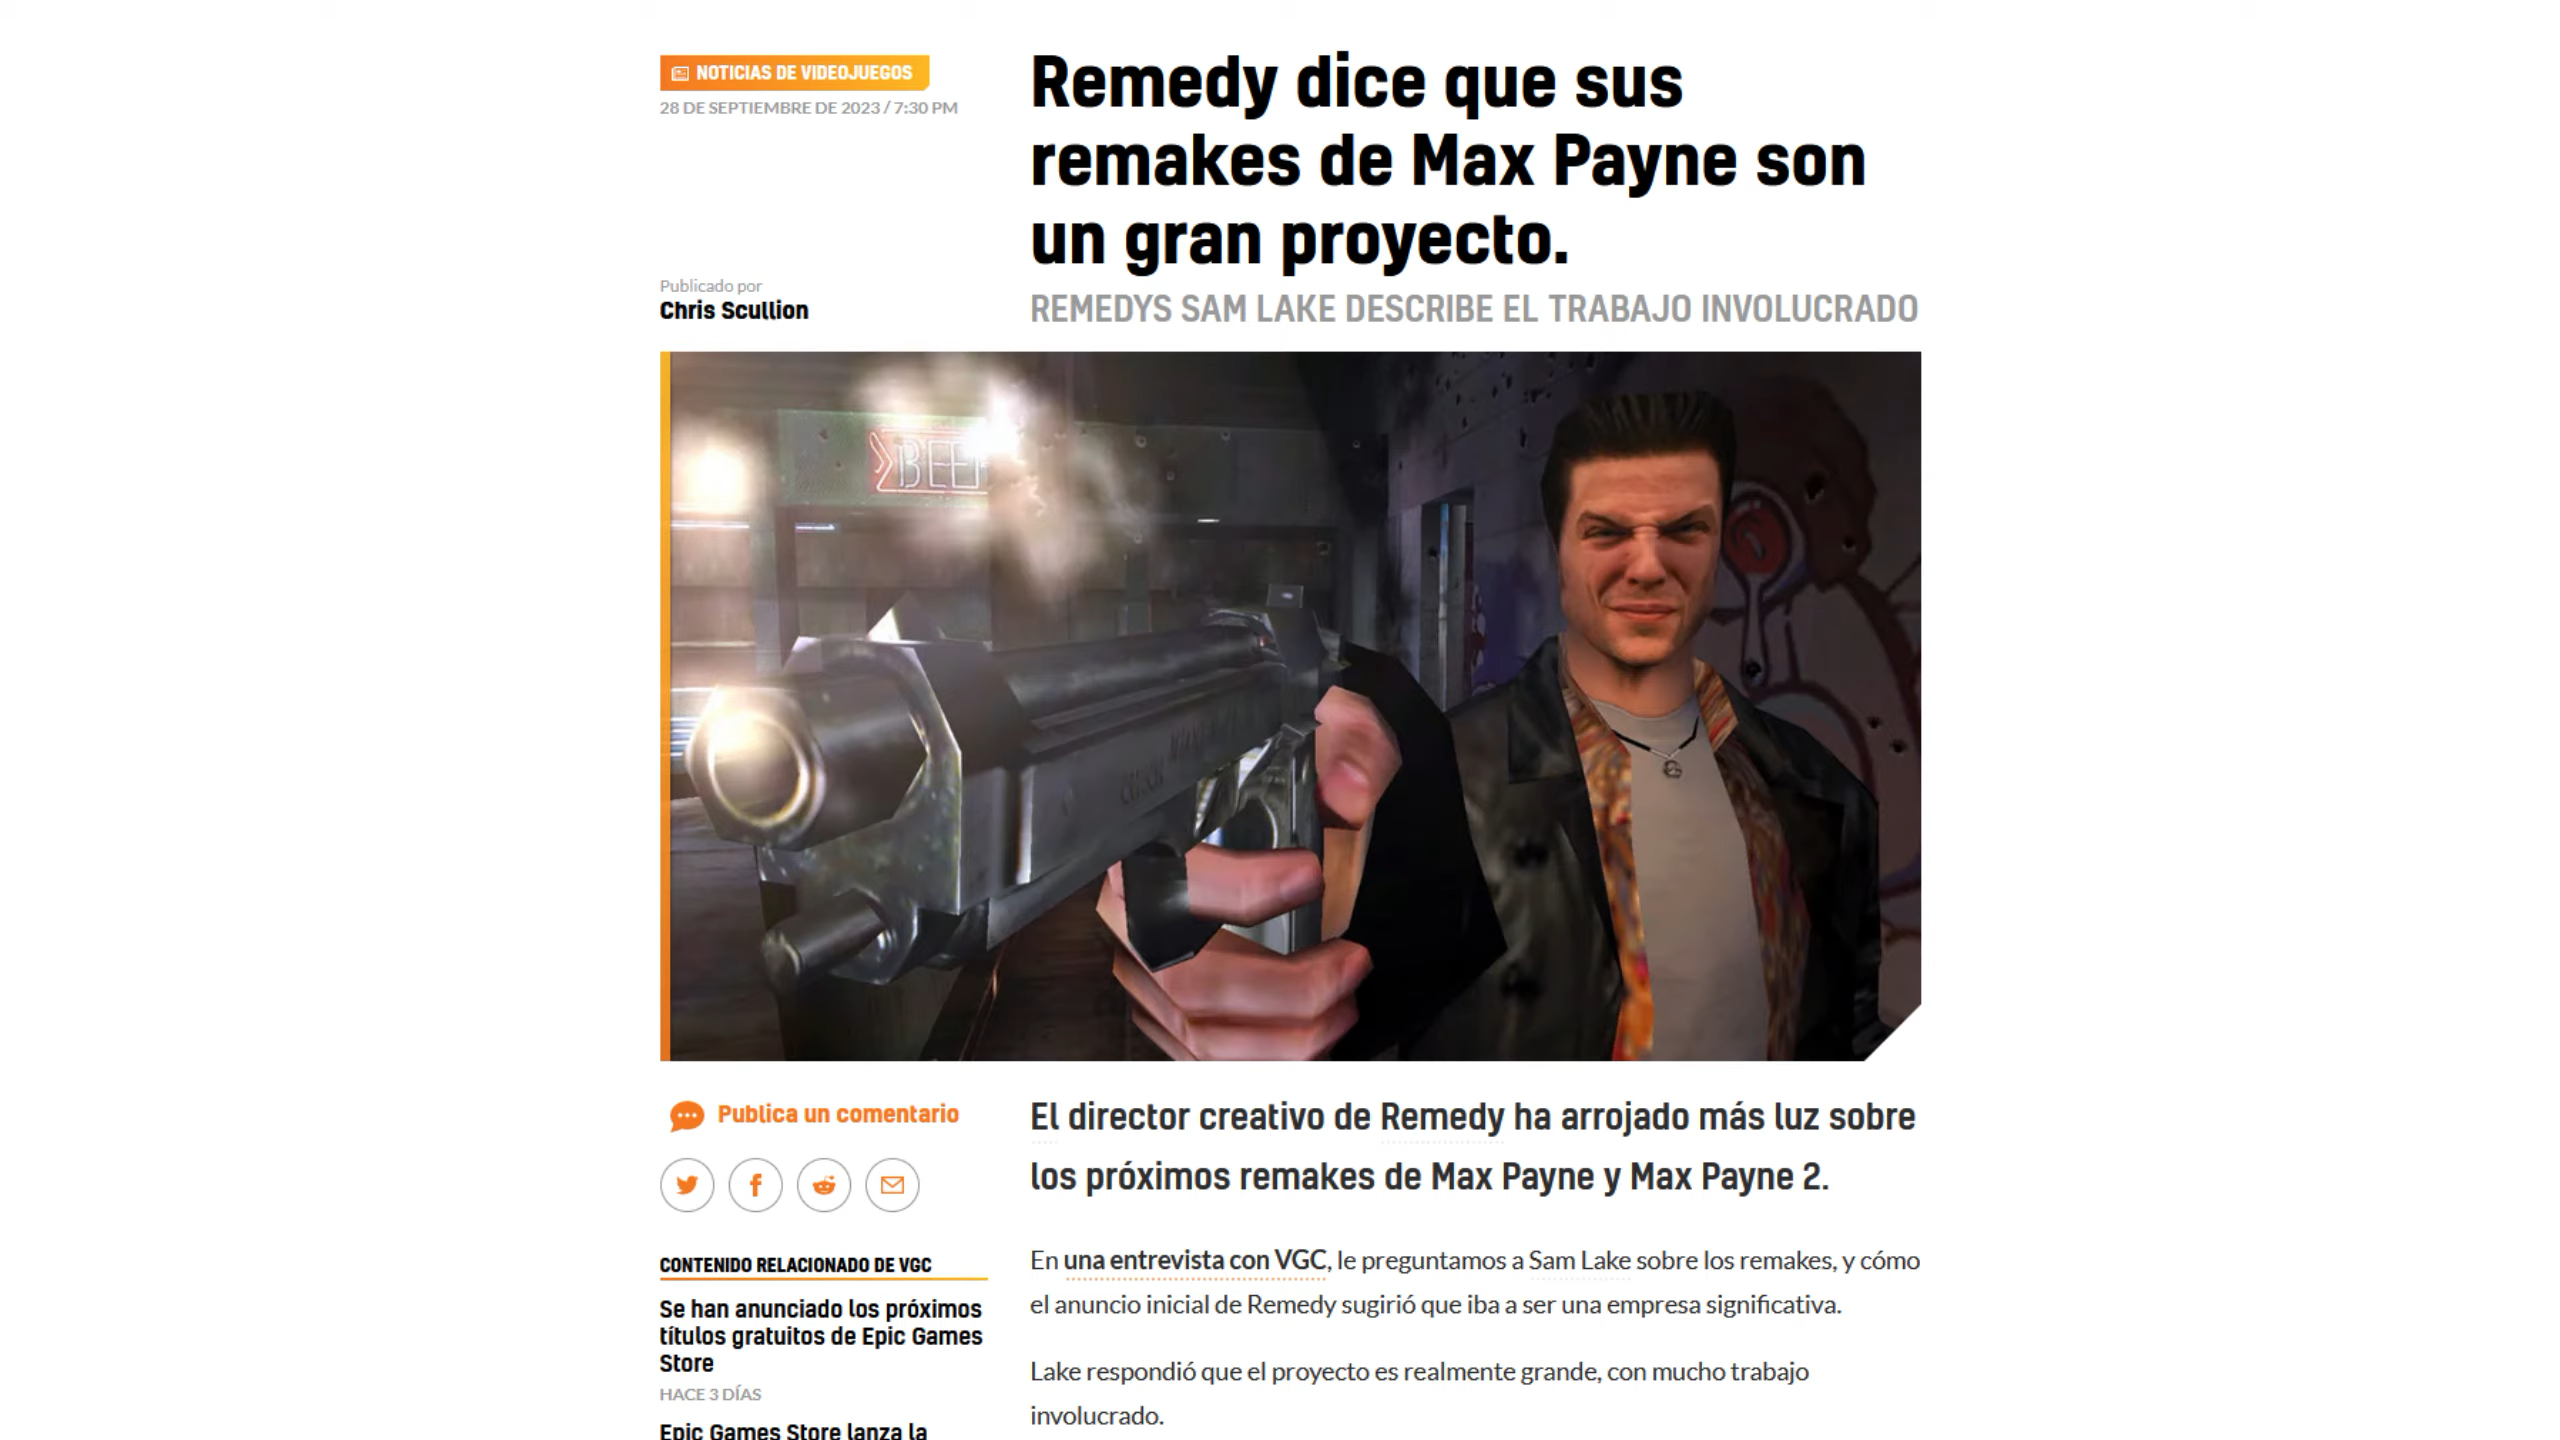 NOTICIAS DE VIDEOJUEGOS
28 DE SEPTIEMBRE DE 2023 / 7:30 PM
Publicado por
Chris Scullion
Remedy dice que sus
remakes de Max Payne son
un gran proyecto.
REMEDYS SAM LAKE DESCRIBE EL TRABAJO INVOLUCRADO
Publica un comentario
CONTENIDO RELACIONADO DE VGC
Se han anunciado los próximos
títulos gratuitos de Epic Games
Store
HACE 3 DÍAS
Epic Games Store lanza la
El director creativo de Remedy ha arrojado más luz sobre
los próximos remakes de Max Payne y Max Payne 2.
En una entrevista con VGC, le preguntamos a Sam Lake sobre los remakes, y cómo
el anuncio inicial de Remedy sugirió que iba a ser una empresa significativa.
Lake respondió que el proyecto es realmente grande, con mucho trabajo
involucrado.